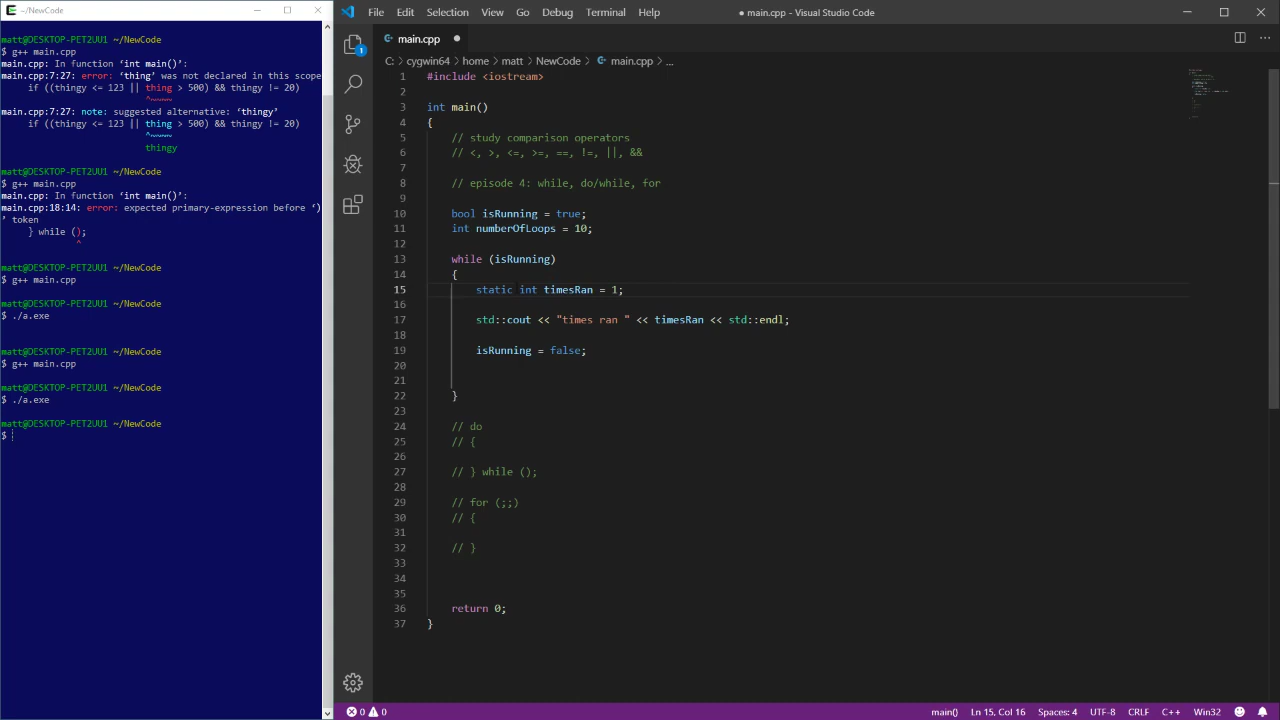 ~/NewCode
matt@DESKTOP-PET2UU1 ~/NewCode
$ g++ main.cpp
main.cpp: In function ‘int main()’:
main.cpp:7:27: error: ‘thing’ was not declared in this scope
if ((thingy <= 123 || thing > 500) && thingy != 20)
^~~~~~
main.cpp:7:27: note: suggested alternative: ‘thingy’
if ((thingy <= 123 || thing > 500) && thingy != 20)
^~~~~~
thingy
matt@DESKTOP-PET2UU1 ~/NewCode
$ g++ main.cpp
main.cpp: In function ‘int main()’:
main.cpp:18:14: error: expected primary-expression before ‘)
’ token
} while ();
^
matt@DESKTOP-PET2UU1 ~/NewCode
$ g++ main.cpp
matt@DESKTOP-PET2UU1 ~/NewCode
$ ./a.exe
matt@DESKTOP-PET2UU1 ~/NewCode
$ g++ main.cpp
matt@DESKTOP-PET2UU1 ~/NewCode
$ ./a.exe
matt@DESKTOP-PET2UU1 ~/NewCode
$
File Edit Selection View Go Debug Terminal Help ● main.cpp - Visual Studio Code
main.cpp ●
C: > cygwin64 > home > matt > NewCode > main.cpp > ...
1 #include <iostream>
2
3 int main()
4 {
5 // study comparison operators
6 // <, >, <=, >=, ==, !=, ||, &&
7
8 // episode 4: while, do/while, for
9
10 bool isRunning = true;
11 int numberOfLoops = 10;
12
13 while (isRunning)
14 {
15 static int timesRan = 1;
16
17 std::cout << "times ran " << timesRan << std::endl;
18
19 isRunning = false;
20
21
22 }
23
24 // do
25 // {
26
27 // } while ();
28
29 // for (;;)
30 // {
31
32 // }
33
34
35
36 return 0;
37 }
1
0 0 main() Ln 15, Col 16 Spaces: 4 UTF-8 CRLF C++ Win32